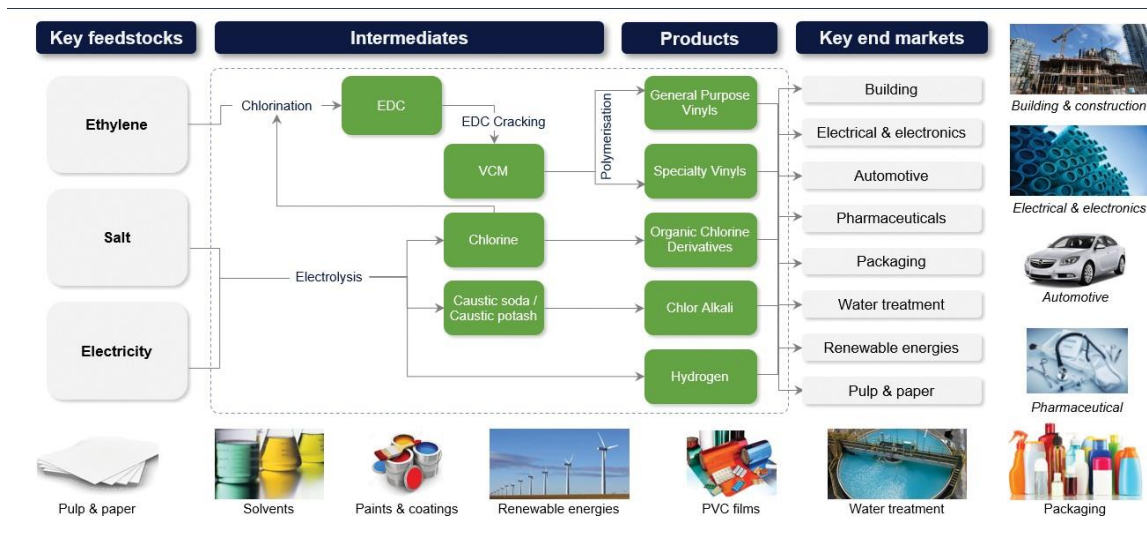 Key feedstocks
Intermediates
Products
Key end markets
Ethylene
Salt
Electricity
Chlorination
EDC
EDC Cracking
VCM
Polymerisation
Chlorine
Electrolysis
Caustic soda /
Caustic potash
General Purpose
Vinyls
Specialty Vinyls
Organic Chlorine
Derivatives
Chlor Alkali
Hydrogen
Building
Electrical & electronics
Automotive
Pharmaceuticals
Packaging
Water treatment
Renewable energies
Pulp & paper
Building & construction
Electrical & electronics
Automotive
Pharmaceutical
Pulp & paper
Solvents
Paints & coatings
Renewable energies
PVC films
Water treatment
Packaging